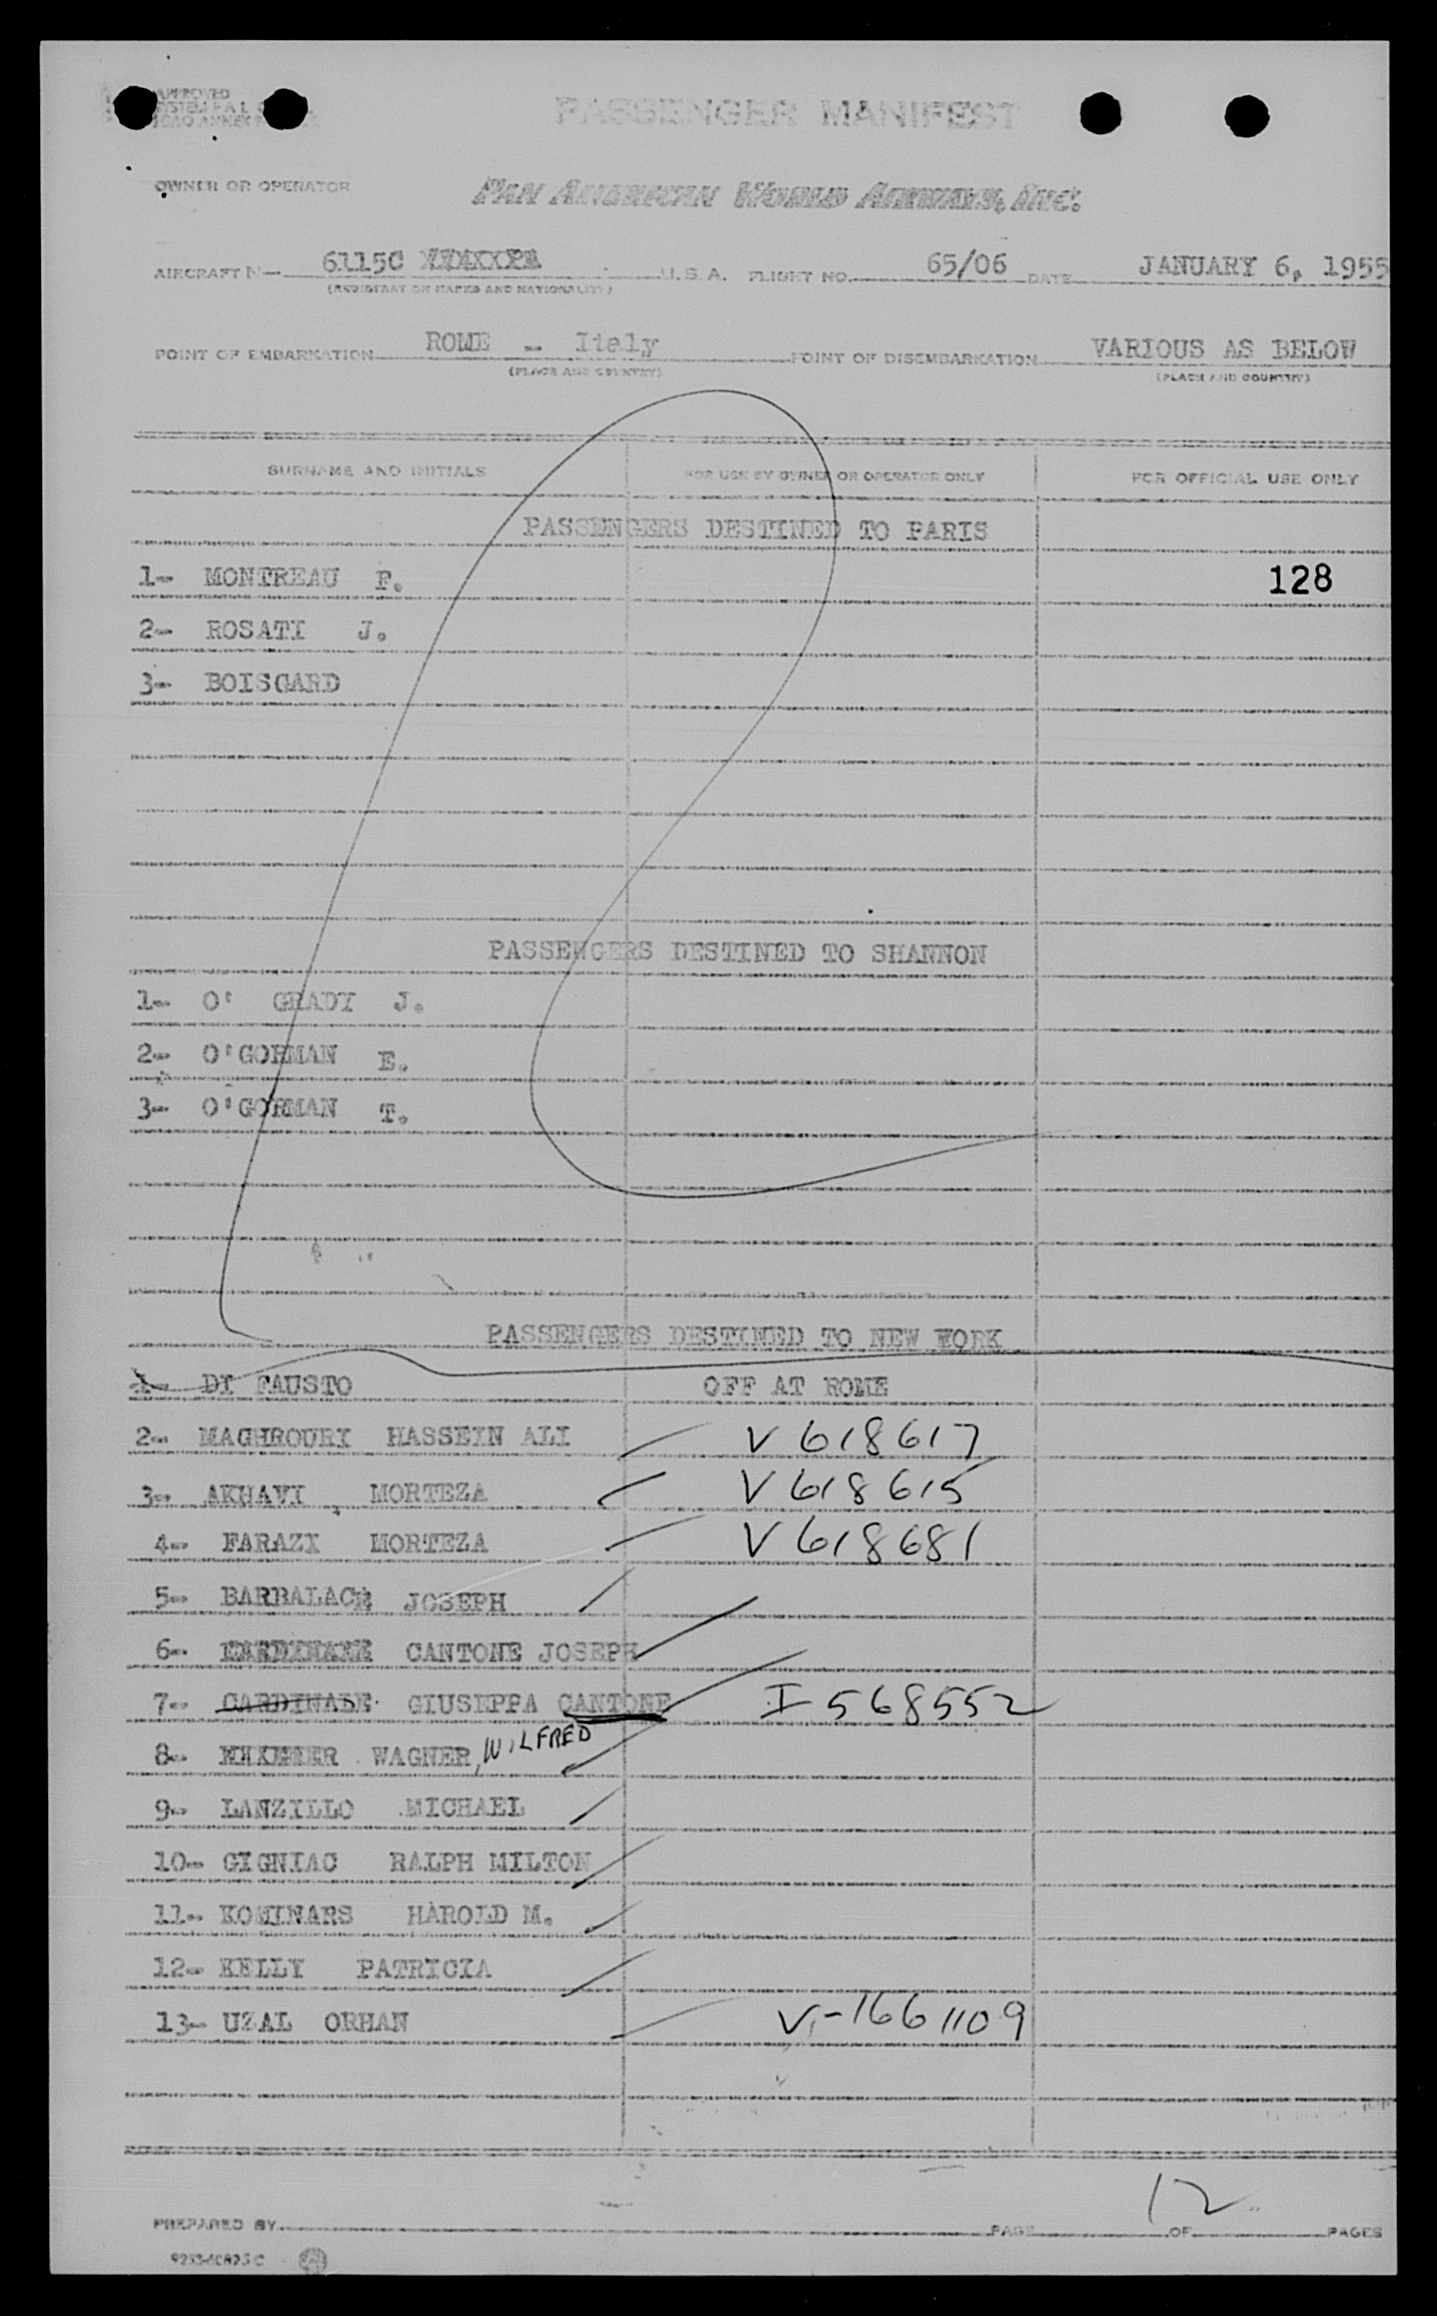 APPROVED
PASSENGER MANIFEST
OWNER OR OPERATOR PAN AMERICAN WORLD AIRWAYS, INC.
AIRCRAFT N— 6115C U.S.A. FLIGHT NO. 65/06 DATE JANUARY 6, 1955
(REGISTRATION MARKS AND NATIONALITY)
POINT OF EMBARKATION ROME - Italy POINT OF DISEMBARKATION VARIOUS AS BELOW
(PLACE AND COUNTRY) (PLACE AND COUNTRY)
SURNAME AND INITIALS FOR USE BY OWNER OR OPERATOR ONLY FOR OFFICIAL USE ONLY
PASSENGERS DESTINED TO PARIS
1- MONTREAU P. 128
2- ROSATI J.
3- BOISGARD
PASSENGERS DESTINED TO SHANNON
1- O' GRADY J.
2- O'GORMAN E.
3- O'GORMAN T.
PASSENGERS DESTINED TO NEW YORK
1- DI FAUSTO OFF AT ROME
2- MAGHROURI HASSEIN ALI V 618617
3- AKHAVI, MORTEZA V 618615
4- FARAZI MORTEZA V 618681
5- BARBALACE JOSEPH
6- CANTONE JOSEPH
7- CARDINALE GIUSEPPA CANTONE I-568552
8- WAGNER, WILFRED
9- LANZILLO MICHAEL
10- GIGNIAC RALPH MILTON
11- KOMINARS HAROLD M.
12- KELLY PATRICIA
13- UZAL ORHAN V-1661109
12
PREPARED BY PAGE OF PAGES